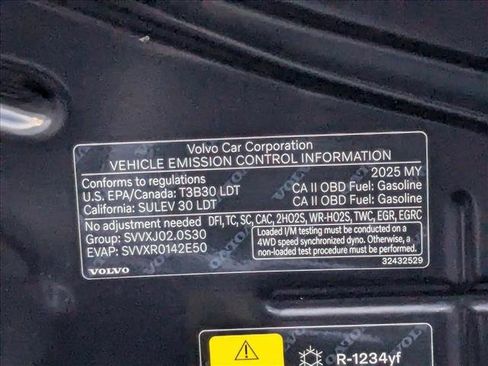 Volvo Car Corporation
VEHICLE EMISSION CONTROL INFORMATION
Conforms to regulations 2025 MY
U.S. EPA/Canada: T3B30 LDT CA II OBD Fuel: Gasoline
California: SULEV 30 LDT CA II OBD Fuel: Gasoline
No adjustment needed DFI, TC, SC, CAC, 2HO2S, WR-HO2S, TWC, EGR, EGRC
Group: SVVXJ02.0S30
EVAP: SVVXR0142E50
Loaded I/M testing must be conducted on a
4WD speed synchronized dyno. Otherwise, a
non-loaded test procedure must be performed.
VOLVO 32432529
R-1234yf